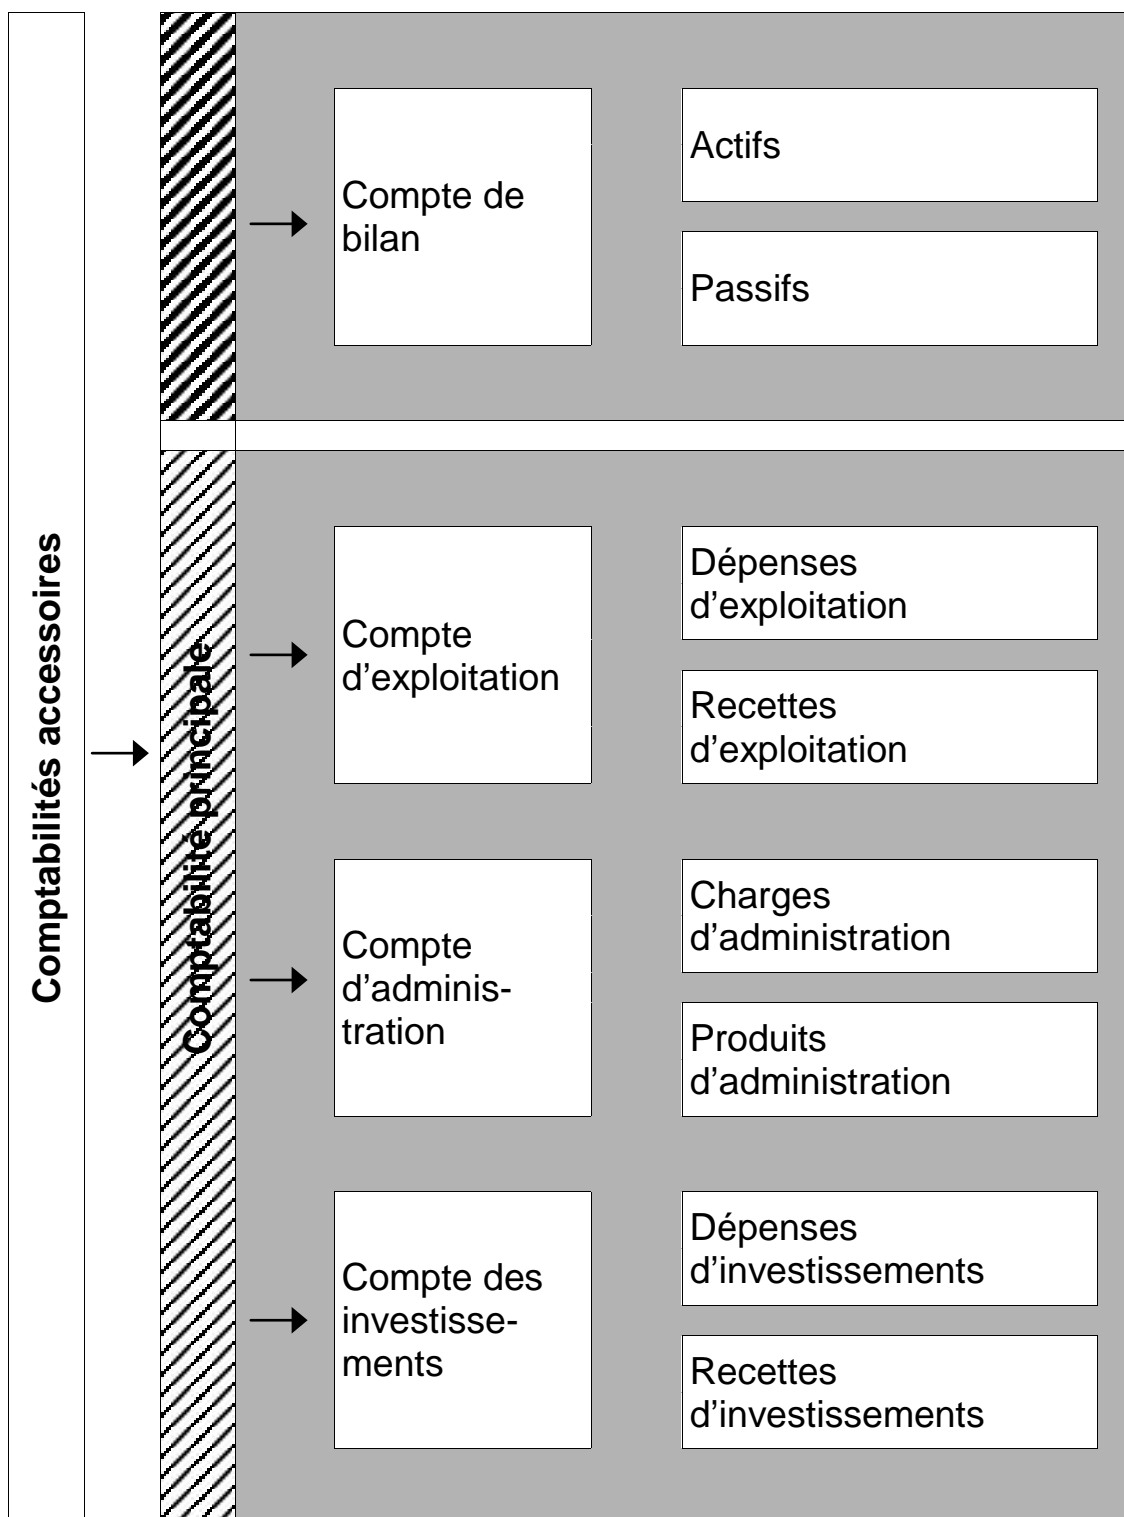 Comptabilités accessoires
Comptabilité principale
Compte de
bilan
Actifs
Passifs
Compte
d’exploitation
Dépenses
d’exploitation
Recettes
d’exploitation
Compte
d’adminis-
tration
Charges
d’administration
Produits
d’administration
Compte des
investisse-
ments
Dépenses
d’investissements
Recettes
d’investissements